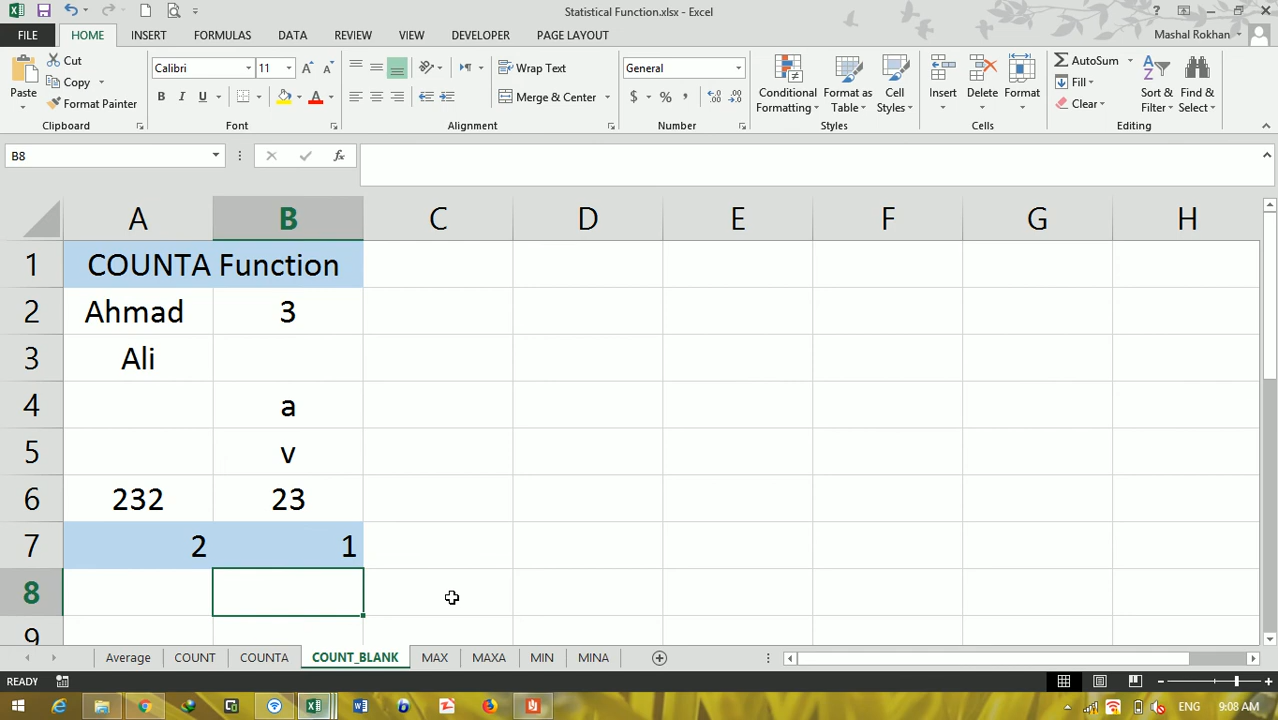 Statistical Function.xlsx - Excel
FILE HOME INSERT FORMULAS DATA REVIEW VIEW DEVELOPER PAGE LAYOUT Mashal Rokhan
Paste
Cut
Copy
Format Painter
Clipboard
Calibri 11
B I U
Font
Wrap Text
Merge & Center
Alignment
General
$ % ,
Number
Conditional Formatting
Format as Table
Cell Styles
Styles
Insert Delete Format
Cells
AutoSum
Fill
Clear
Sort & Filter
Find & Select
Editing
B8 fx
A B C D E F G H
1 COUNTA Function
2 Ahmad 3
3 Ali
4 a
5 v
6 232 23
7 2 1
8
9
Average COUNT COUNTA COUNT_BLANK MAX MAXA MIN MINA
READY
ENG 9:08 AM